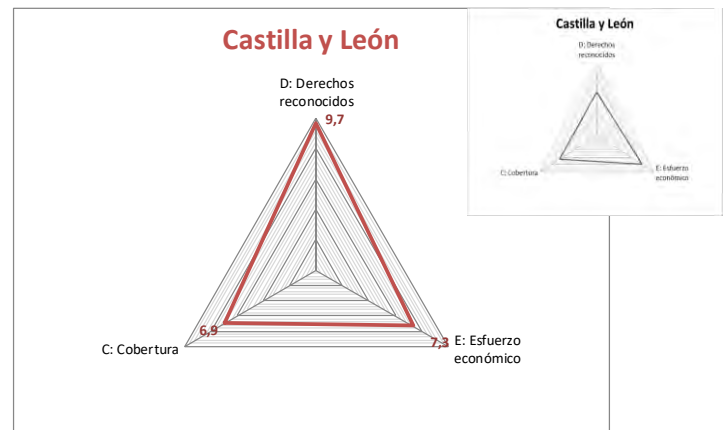 Castilla y León
D: Derechos
reconocidos
9,7
6,9
C: Cobertura
7,3
E: Esfuerzo
económico
Castilla y León
D: Derechos
reconocidos
C: Cobertura
E: Esfuerzo
económico